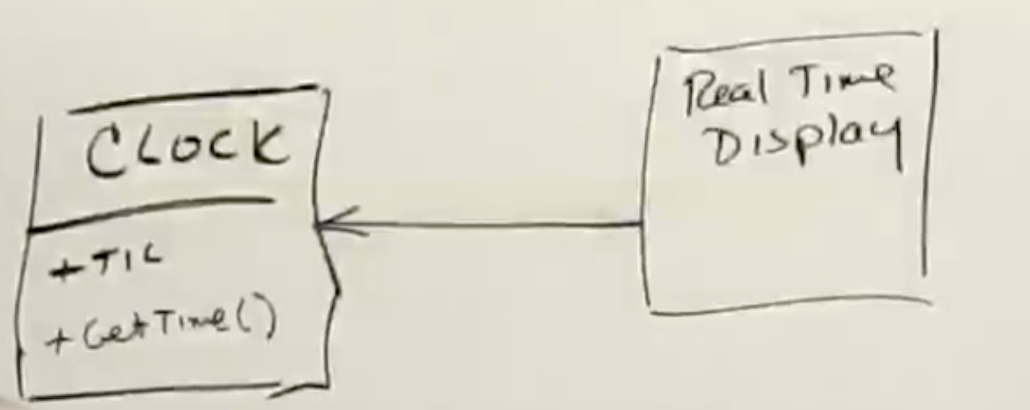 CLOCK
+TIC
+GetTime()
Real Time
Display